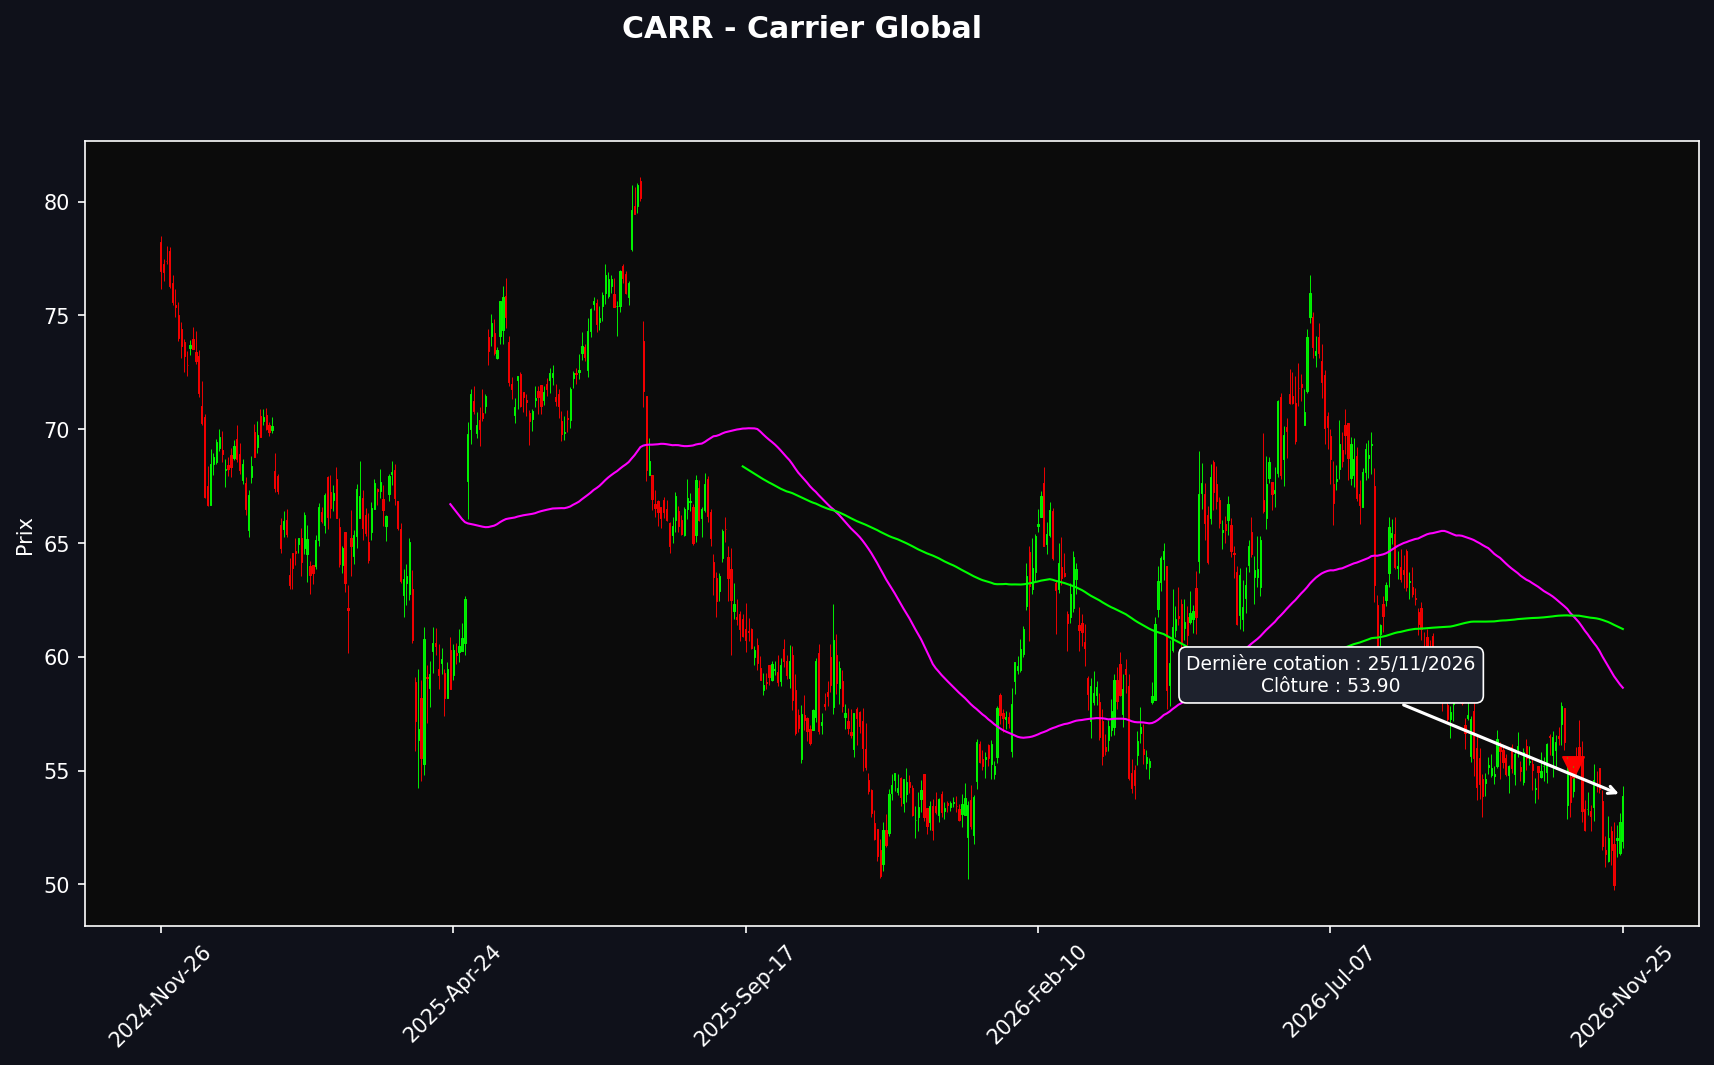 CARR - Carrier Global
Prix
80
75
70
65
60
55
50
Dernière cotation : 25/11/2026
Clôture : 53.90
2024-Nov-26
2025-Apr-24
2025-Sep-17
2026-Feb-10
2026-Jul-07
2026-Nov-25